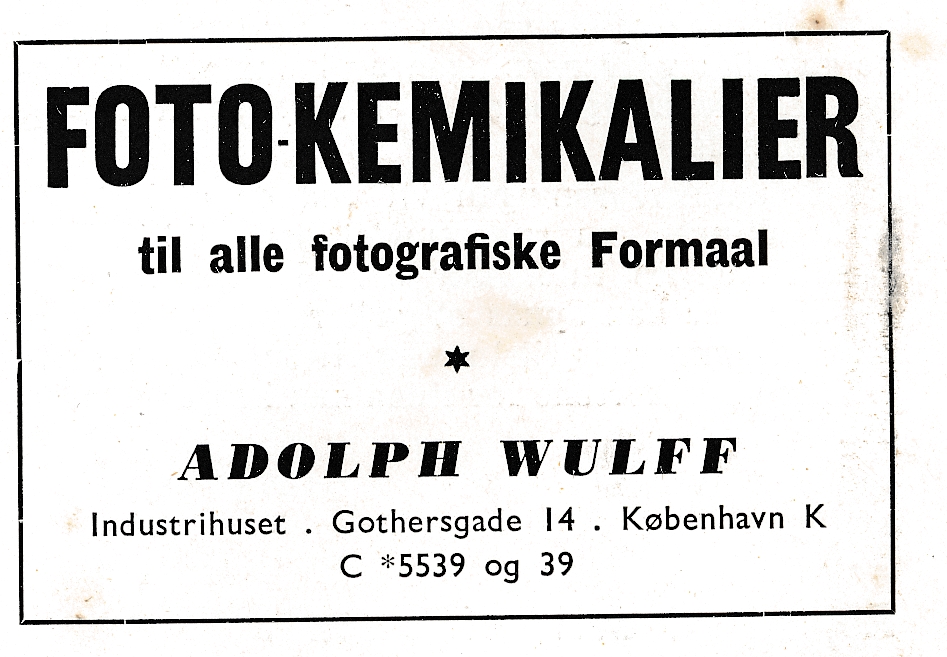 FOTO-KEMIKALIER
til alle fotografiske Formaal
ADOLPH WULFF
Industrihuset . Gothersgade 14 . København K
C *5539 og 39